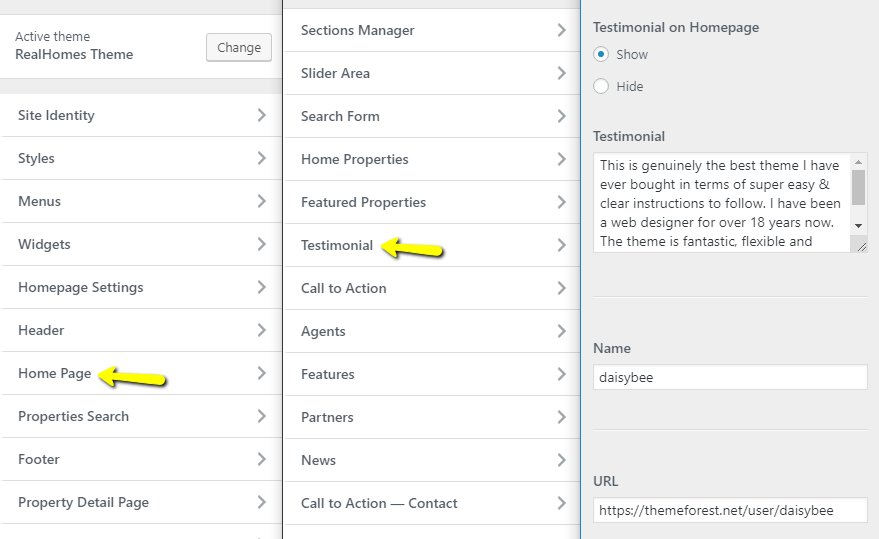 Active theme
RealHomes Theme
Change
Site Identity
Styles
Menus
Widgets
Homepage Settings
Header
Home Page
Properties Search
Footer
Property Detail Page
Sections Manager
Slider Area
Search Form
Home Properties
Featured Properties
Testimonial
Call to Action
Agents
Features
Partners
News
Call to Action — Contact
Testimonial on Homepage
Show
Hide
Testimonial
This is genuinely the best theme I have
ever bought in terms of super easy &
clear instructions to follow. I have been
a web designer for over 18 years now.
The theme is fantastic, flexible and
Name
daisybee
URL
https://themeforest.net/user/daisybee